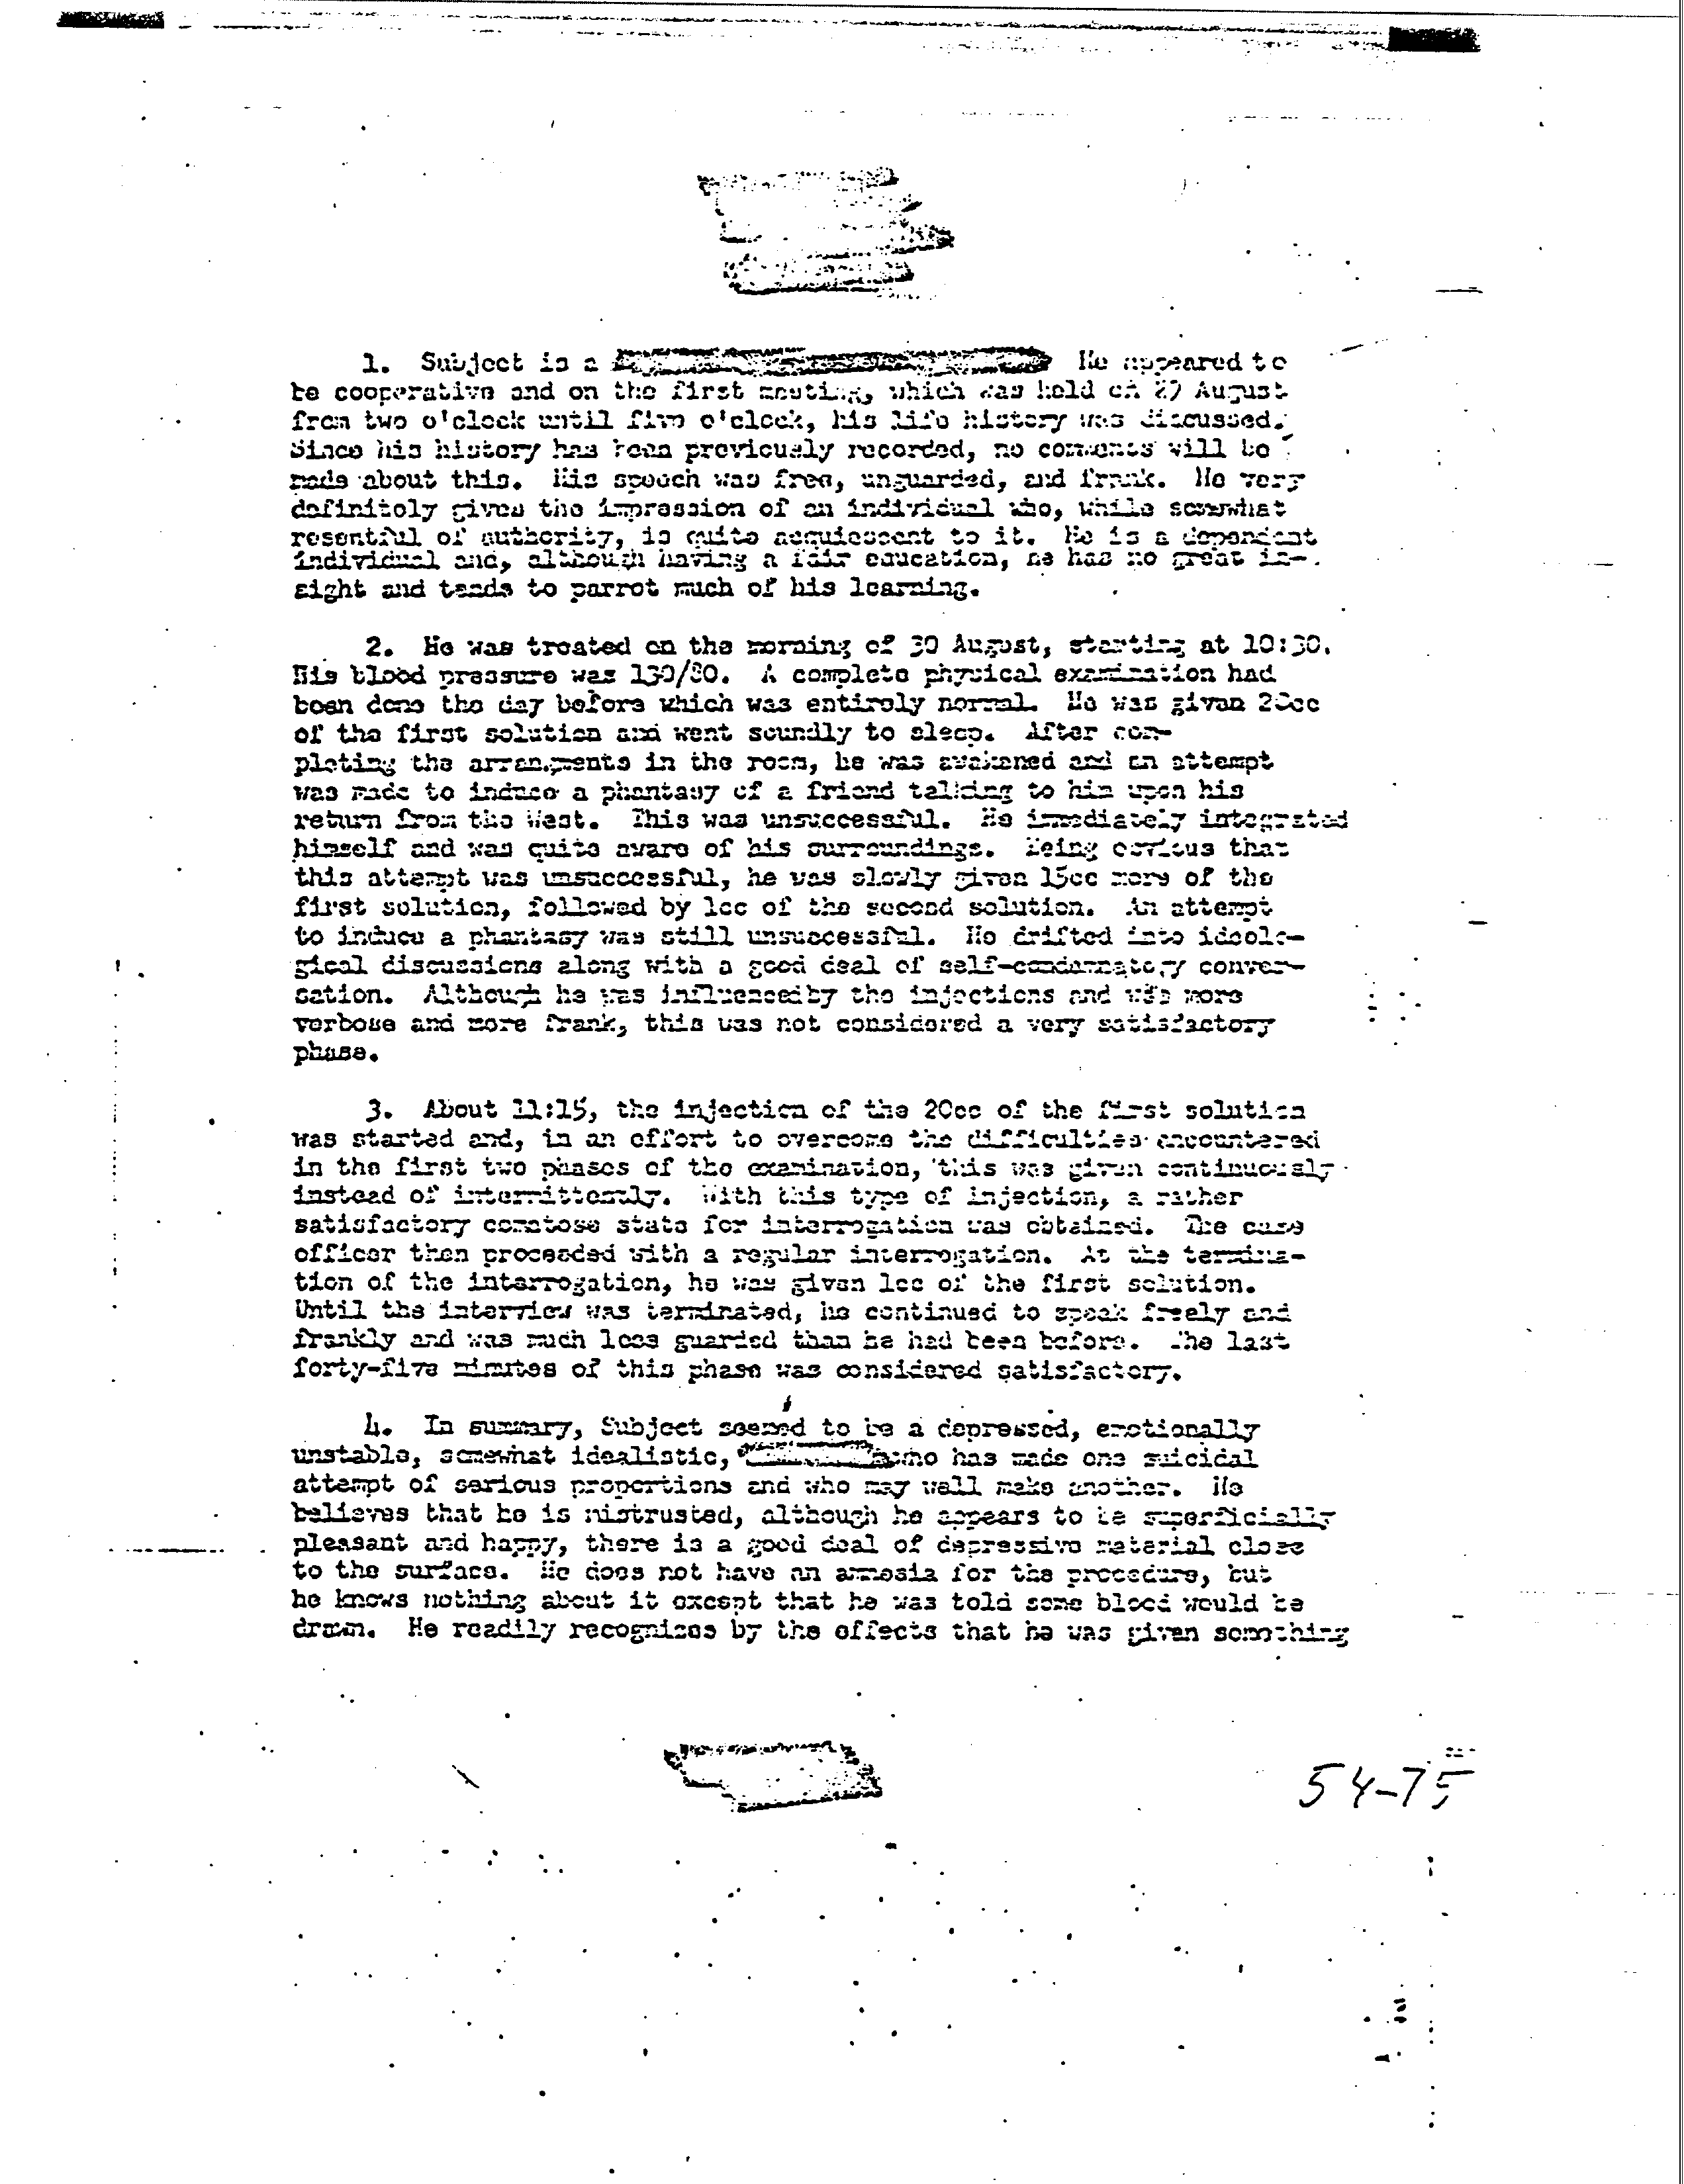 1. Subject is a He appeared to
be cooperative and on the first meeting, which was held on 29 August
from two o'clock until five o'clock, his life history was discussed.
Since his history has been previously recorded, no comments will be
made about this. His speech was free, unguarded, and frank. He very
definitely gives the impression of an individual who, while somewhat
resentful of authority, is quite acquiescent to it. He is a dependent
individual and, although having a fair education, he has no great in-
sight and tends to parrot much of his learning.
2. He was treated on the morning of 30 August, starting at 10:30.
His blood pressure was 130/80. A complete physical examination had
been done the day before which was entirely normal. He was given 20cc
of the first solution and went soundly to sleep. After com-
pleting the arrangments in the room, he was awakened and an attempt
was made to induce a phantasy of a friend talking to him upon his
return from the West. This was unsuccessful. He immediately integrated
himself and was quite aware of his surroundings. Being obvious that
this attempt was unsuccessful, he was slowly given 15cc more of the
first solution, followed by 1cc of the second solution. An attempt
to induce a phantasy was still unsuccessful. He drifted into ideolo-
gical discussions along with a good deal of self-condemnatory conver-
sation. Although he was influencedby the injections and was more
verbose and more frank, this was not considered a very satisfactory
phase.
3. About 11:15, the injection of the 20cc of the first solution
was started and, in an effort to overcome the difficulties encountered
in the first two phases of the examination, this was given continuously
instead of intermittently. With this type of injection, a rather
satisfactory comatose state for interrogation was obtained. The case
officer then proceeded with a regular interrogation. At the termina-
tion of the interrogation, he was given 1cc of the first solution.
Until the interview was terminated, he continued to speak freely and
frankly and was much less guarded than he had been before. The last
forty-five minutes of this phase was considered satisfactory.
4. In summary, Subject seemed to be a depressed, emotionally
unstable, somewhat idealistic, who has made one suicidal
attempt of serious proportions and who may well make another. He
believes that he is mistrusted, although he appears to be superficially
pleasant and happy, there is a good deal of depressive material close
to the surface. He does not have an amnesia for the procedure, but
he knows nothing about it except that he was told some blood would be
drawn. He readily recognizes by the effects that he was given something
54-75